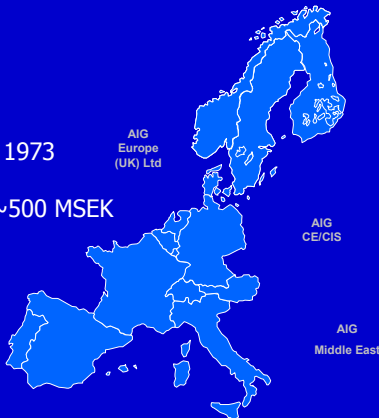 1973
~500 MSEK
AIG
Europe
(UK) Ltd
AIG
CE/CIS
AIG
Middle East